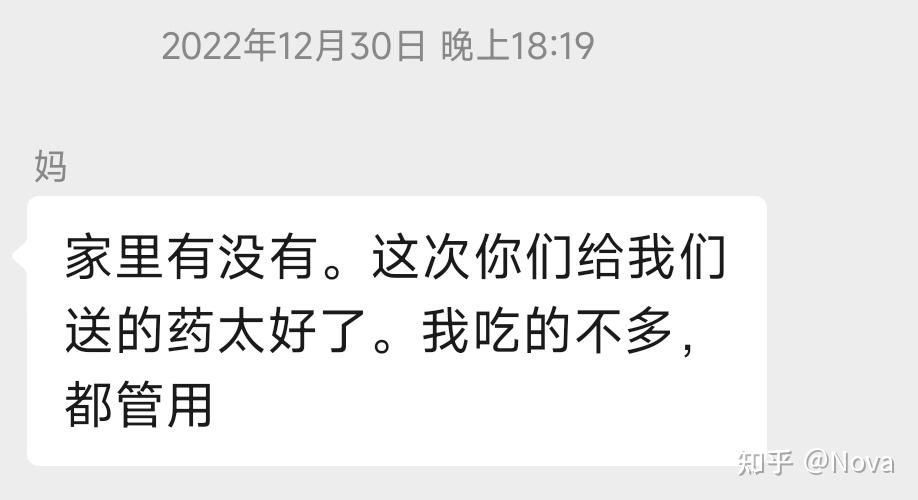 2022年12月30日 晚上18:19
妈
家里有没有。这次你们给我们
送的药太好了。我吃的不多，
都管用
知乎 @Nova